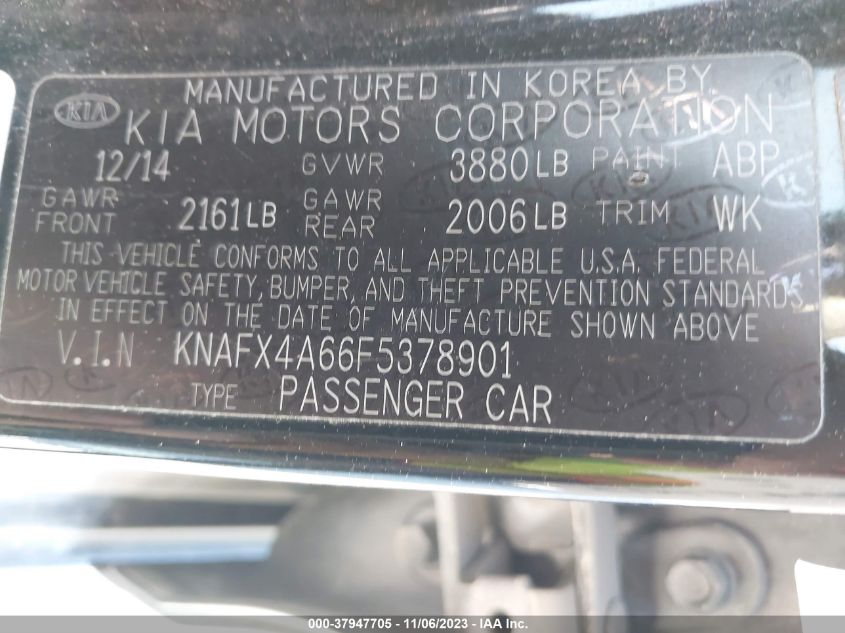 MANUFACTURED IN KOREA BY
KIA KIA MOTORS CORPORATION
12/14 GVWR 3880LB PAINT ABP
GAWR FRONT 2161LB GAWR REAR 2006LB TRIM WK
THIS VEHICLE CONFORMS TO ALL APPLICABLE U.S.A. FEDERAL
MOTOR VEHICLE SAFETY, BUMPER, AND THEFT PREVENTION STANDARDS
IN EFFECT ON THE DATE OF MANUFACTURE SHOWN ABOVE
V.I.N KNAFX4A66F5378901
TYPE PASSENGER CAR
000-37947705 - 11/06/2023 - IAA Inc.